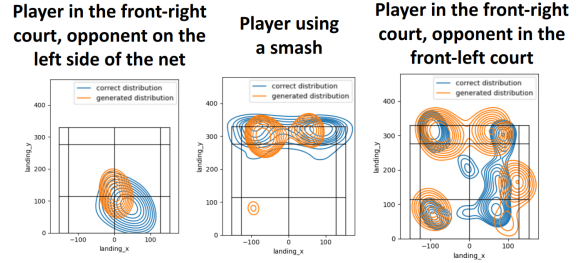 Player in the front-right
court, opponent on the
left side of the net
Player using
a smash
Player in the front-right
court, opponent in the
front-left court
correct distribution
generated distribution
400
300
200
100
0
landing_y
−100
0
100
landing_x
correct distribution
generated distribution
400
300
200
100
0
landing_y
−100
0
100
landing_x
correct distribution
generated distribution
400
300
200
100
0
landing_y
−100
0
100
landing_x